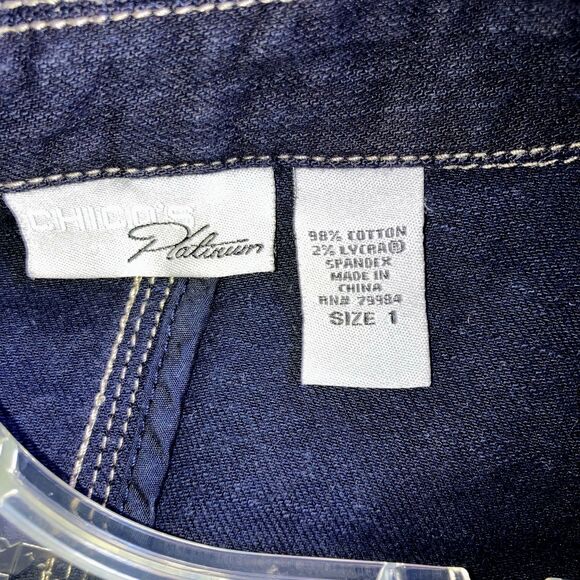 CHICO'S
Platinum
98% COTTON
2% LYCRA®
SPANDEX
MADE IN
CHINA
RN# 79984
SIZE 1